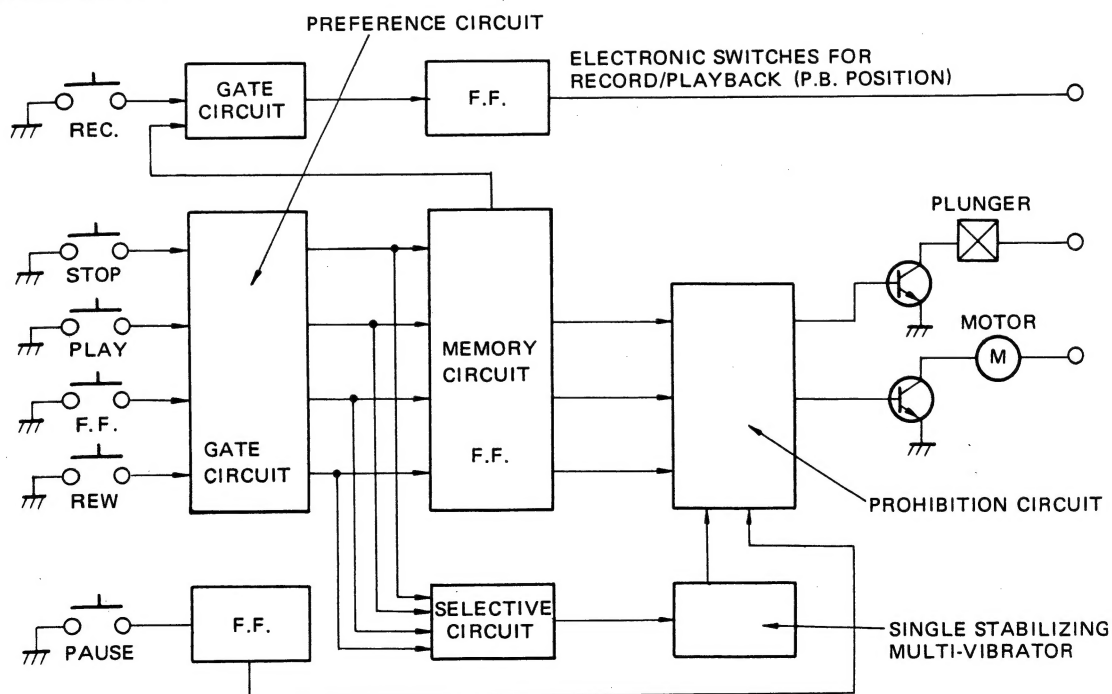 PREFERENCE CIRCUIT
ELECTRONIC SWITCHES FOR
RECORD/PLAYBACK (P.B. POSITION)
GATE
CIRCUIT
F.F.
REC.
PLUNGER
STOP
PLAY
MOTOR
M
MEMORY
CIRCUIT
F.F.
GATE
CIRCUIT
F.F.
REW
PROHIBITION CIRCUIT
PAUSE
F.F.
SELECTIVE
CIRCUIT
SINGLE STABILIZING
MULTI-VIBRATOR